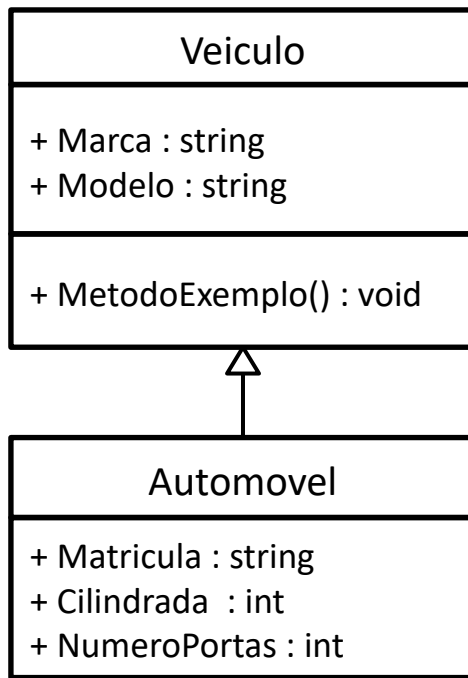 Veiculo
+ Marca : string
+ Modelo : string
+ MetodoExemplo() : void
Automovel
+ Matricula : string
+ Cilindrada : int
+ NumeroPortas : int